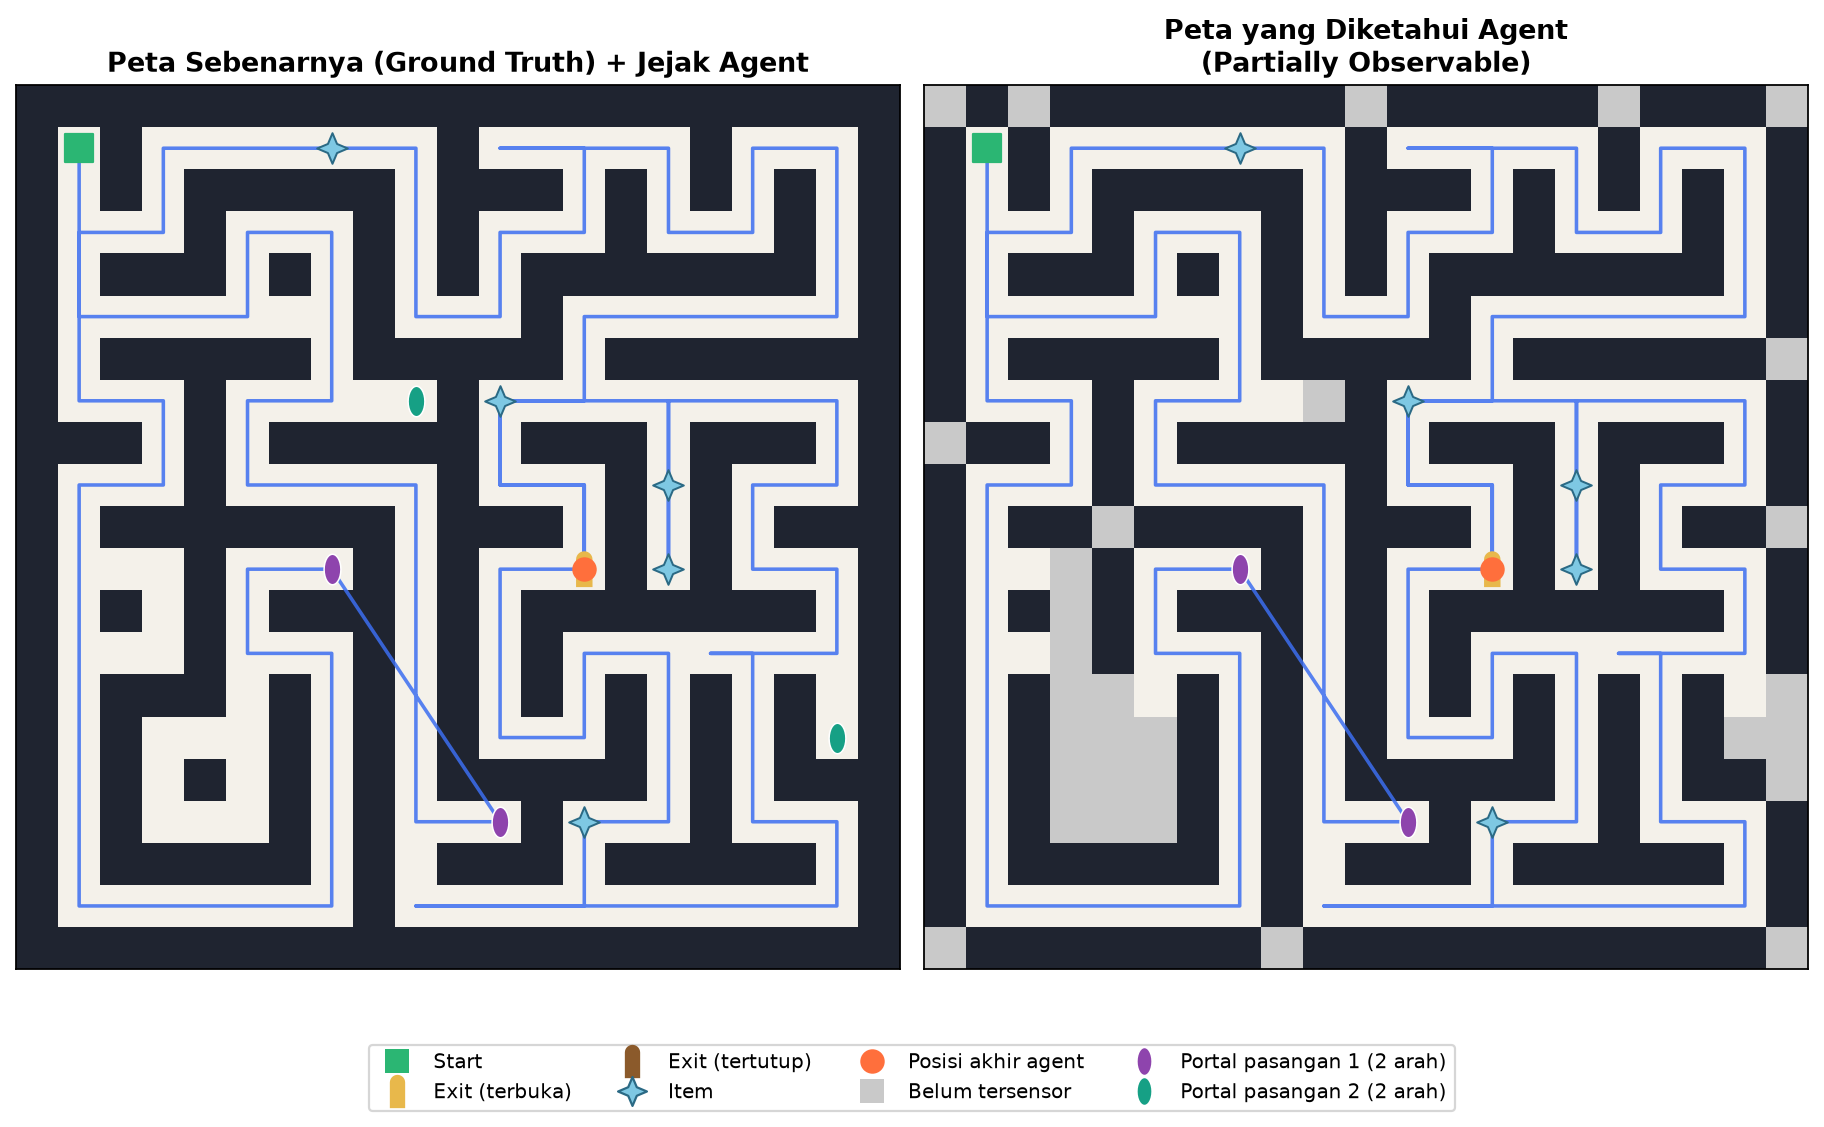 Peta Sebenarnya (Ground Truth) + Jejak Agent
Peta yang Diketahui Agent
(Partially Observable)
Start
Exit (terbuka)
Exit (tertutup)
Item
Posisi akhir agent
Belum tersensor
Portal pasangan 1 (2 arah)
Portal pasangan 2 (2 arah)